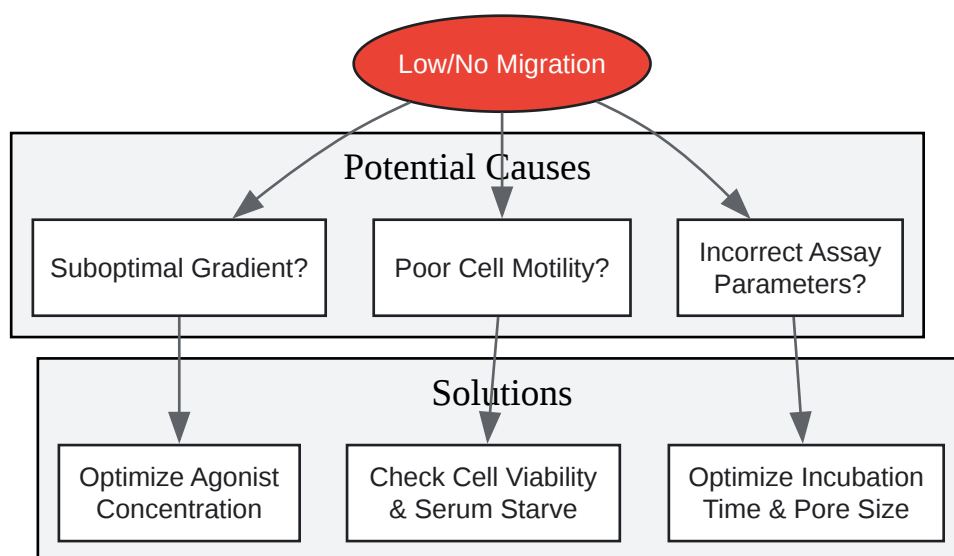 Low/No Migration
Potential Causes
Suboptimal Gradient?
Poor Cell Motility?
Incorrect Assay
Parameters?
Solutions
Optimize Agonist
Concentration
Check Cell Viability
& Serum Starve
Optimize Incubation
Time & Pore Size